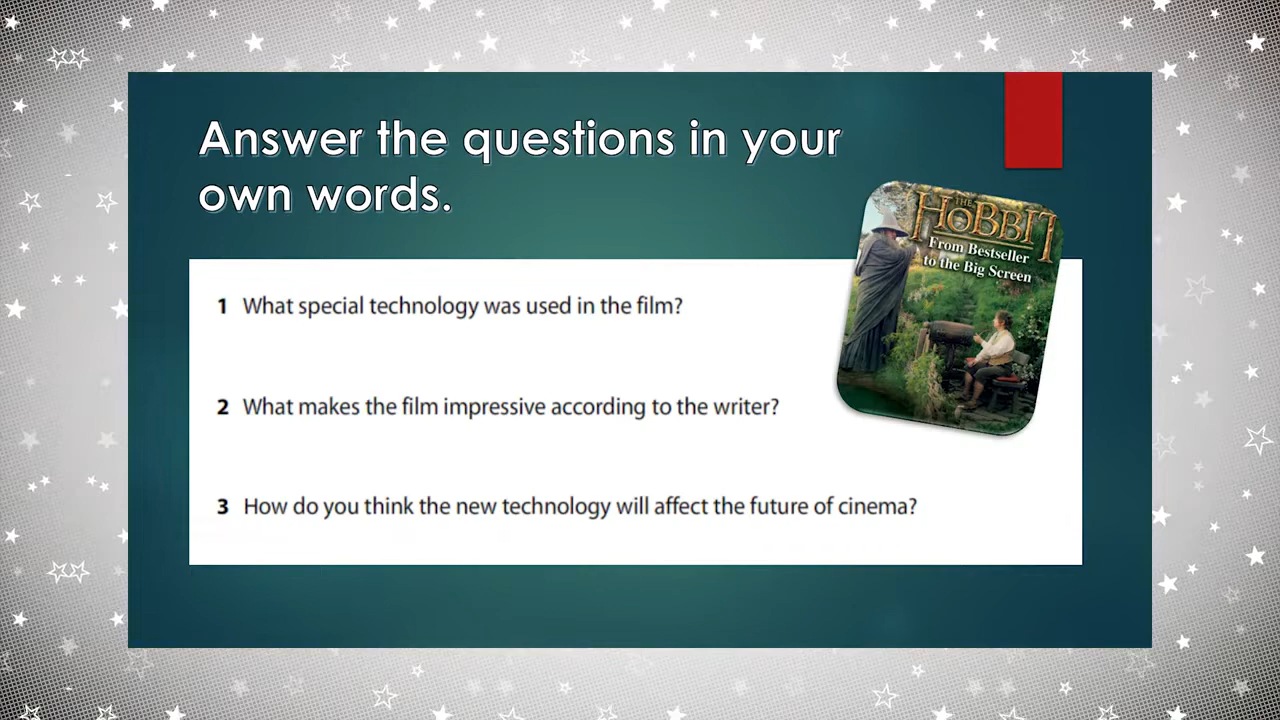 Answer the questions in your
own words.
THE
HOBBIT
From Bestseller
to the Big Screen
1 What special technology was used in the film?
2 What makes the film impressive according to the writer?
3 How do you think the new technology will affect the future of cinema?